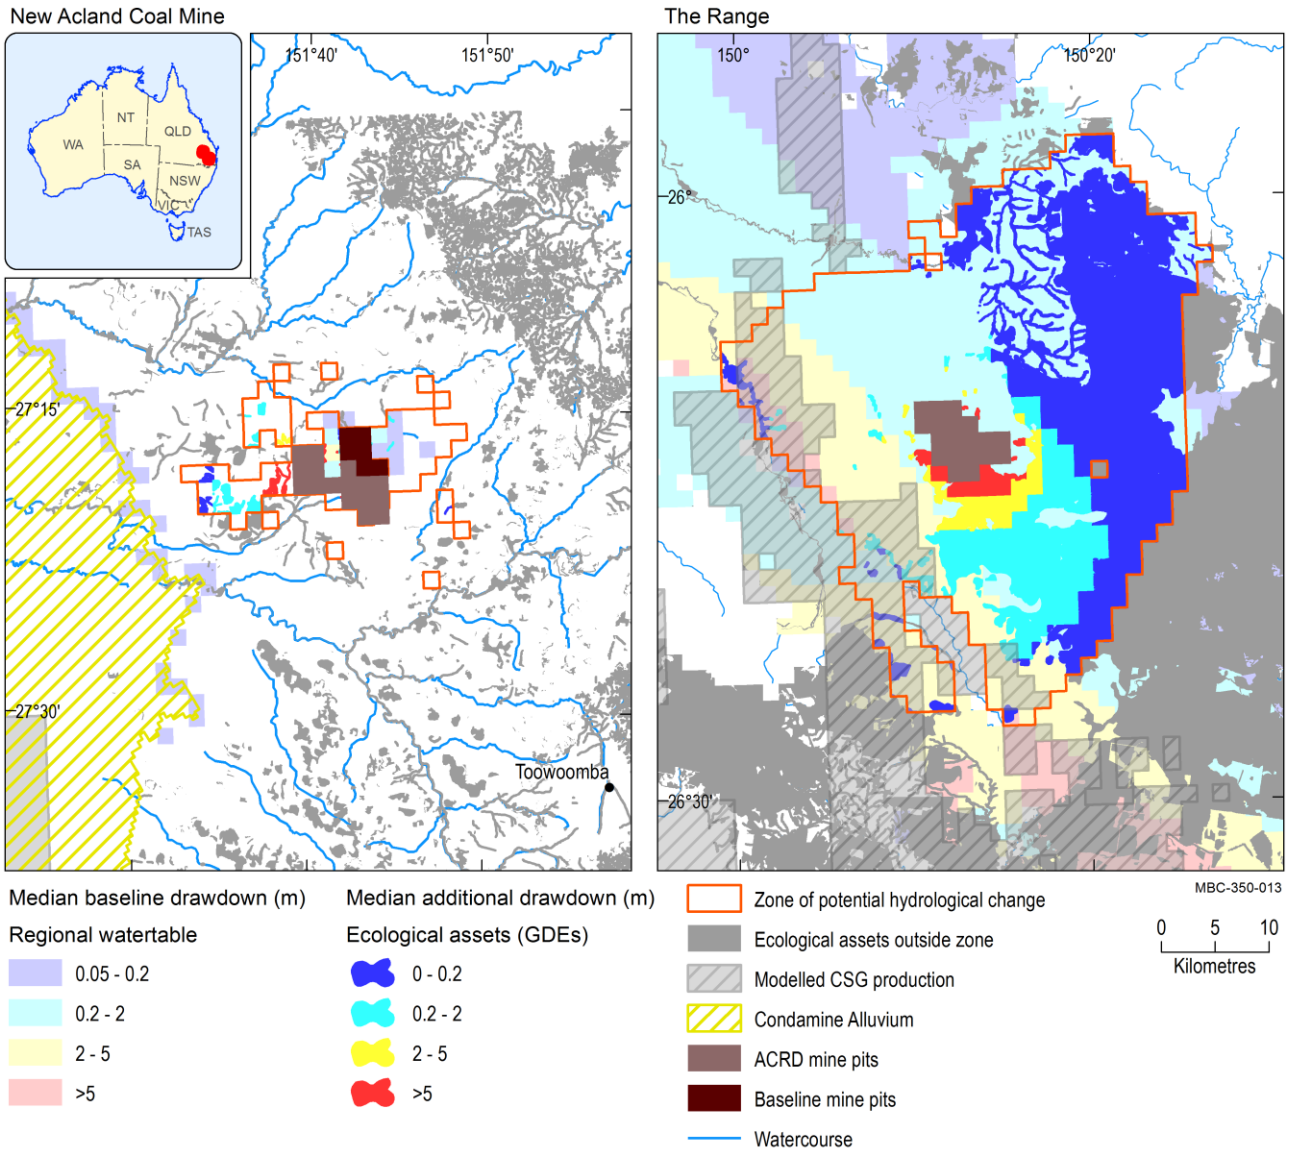 New Acland Coal Mine
The Range
151°40'
151°50'
150°
150°20'
NT
QLD
WA
SA
NSW
VIC
TAS
26°
27°15'
27°30'
Toowoomba
26°30'
MBC-350-013
Median baseline drawdown (m)
Regional watertable
0.05 - 0.2
0.2 - 2
2 - 5
>5
Median additional drawdown (m)
Ecological assets (GDEs)
0 - 0.2
0.2 - 2
2 - 5
>5
Zone of potential hydrological change
Ecological assets outside zone
Modelled CSG production
Condamine Alluvium
ACRD mine pits
Baseline mine pits
Watercourse
0 5 10
Kilometres